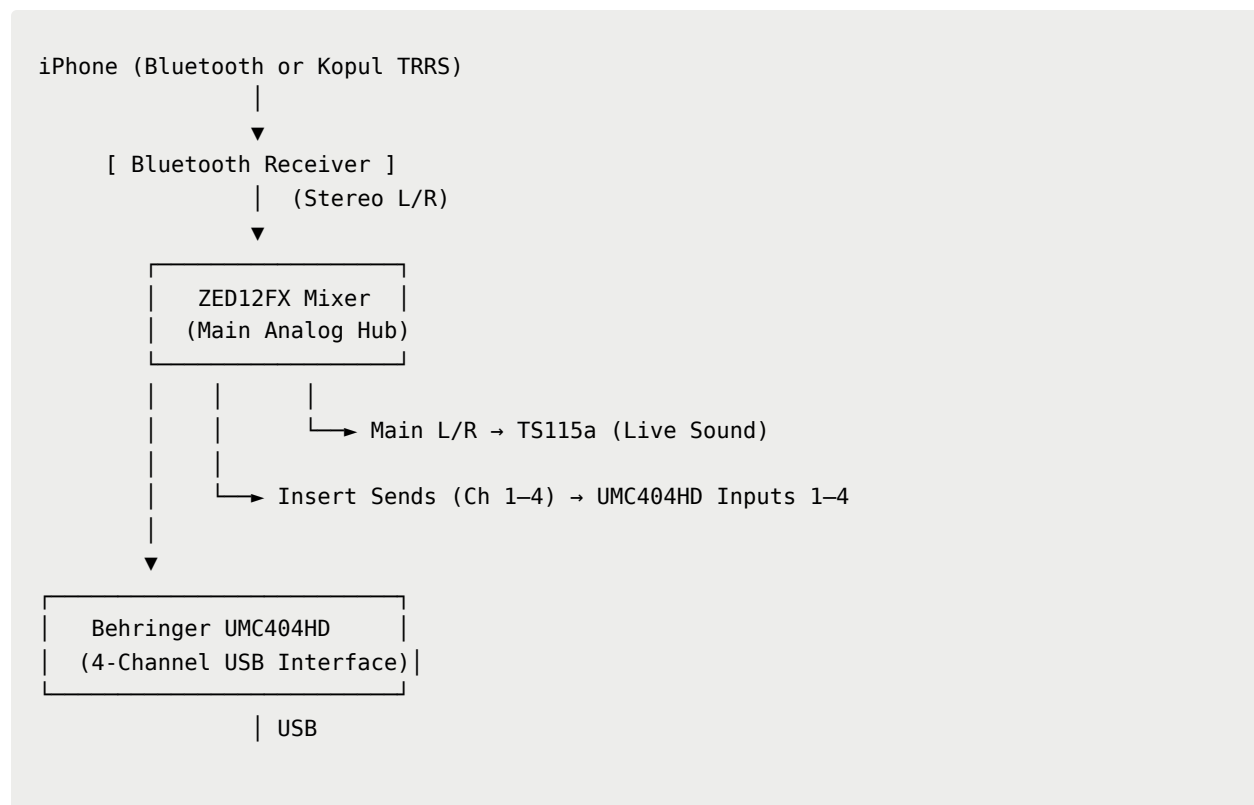 iPhone (Bluetooth or Kopul TRRS)
[ Bluetooth Receiver ]
(Stereo L/R)
ZED12FX Mixer
(Main Analog Hub)
Main L/R → TS115a (Live Sound)
Insert Sends (Ch 1–4) → UMC404HD Inputs 1–4
Behringer UMC404HD
(4-Channel USB Interface)
USB